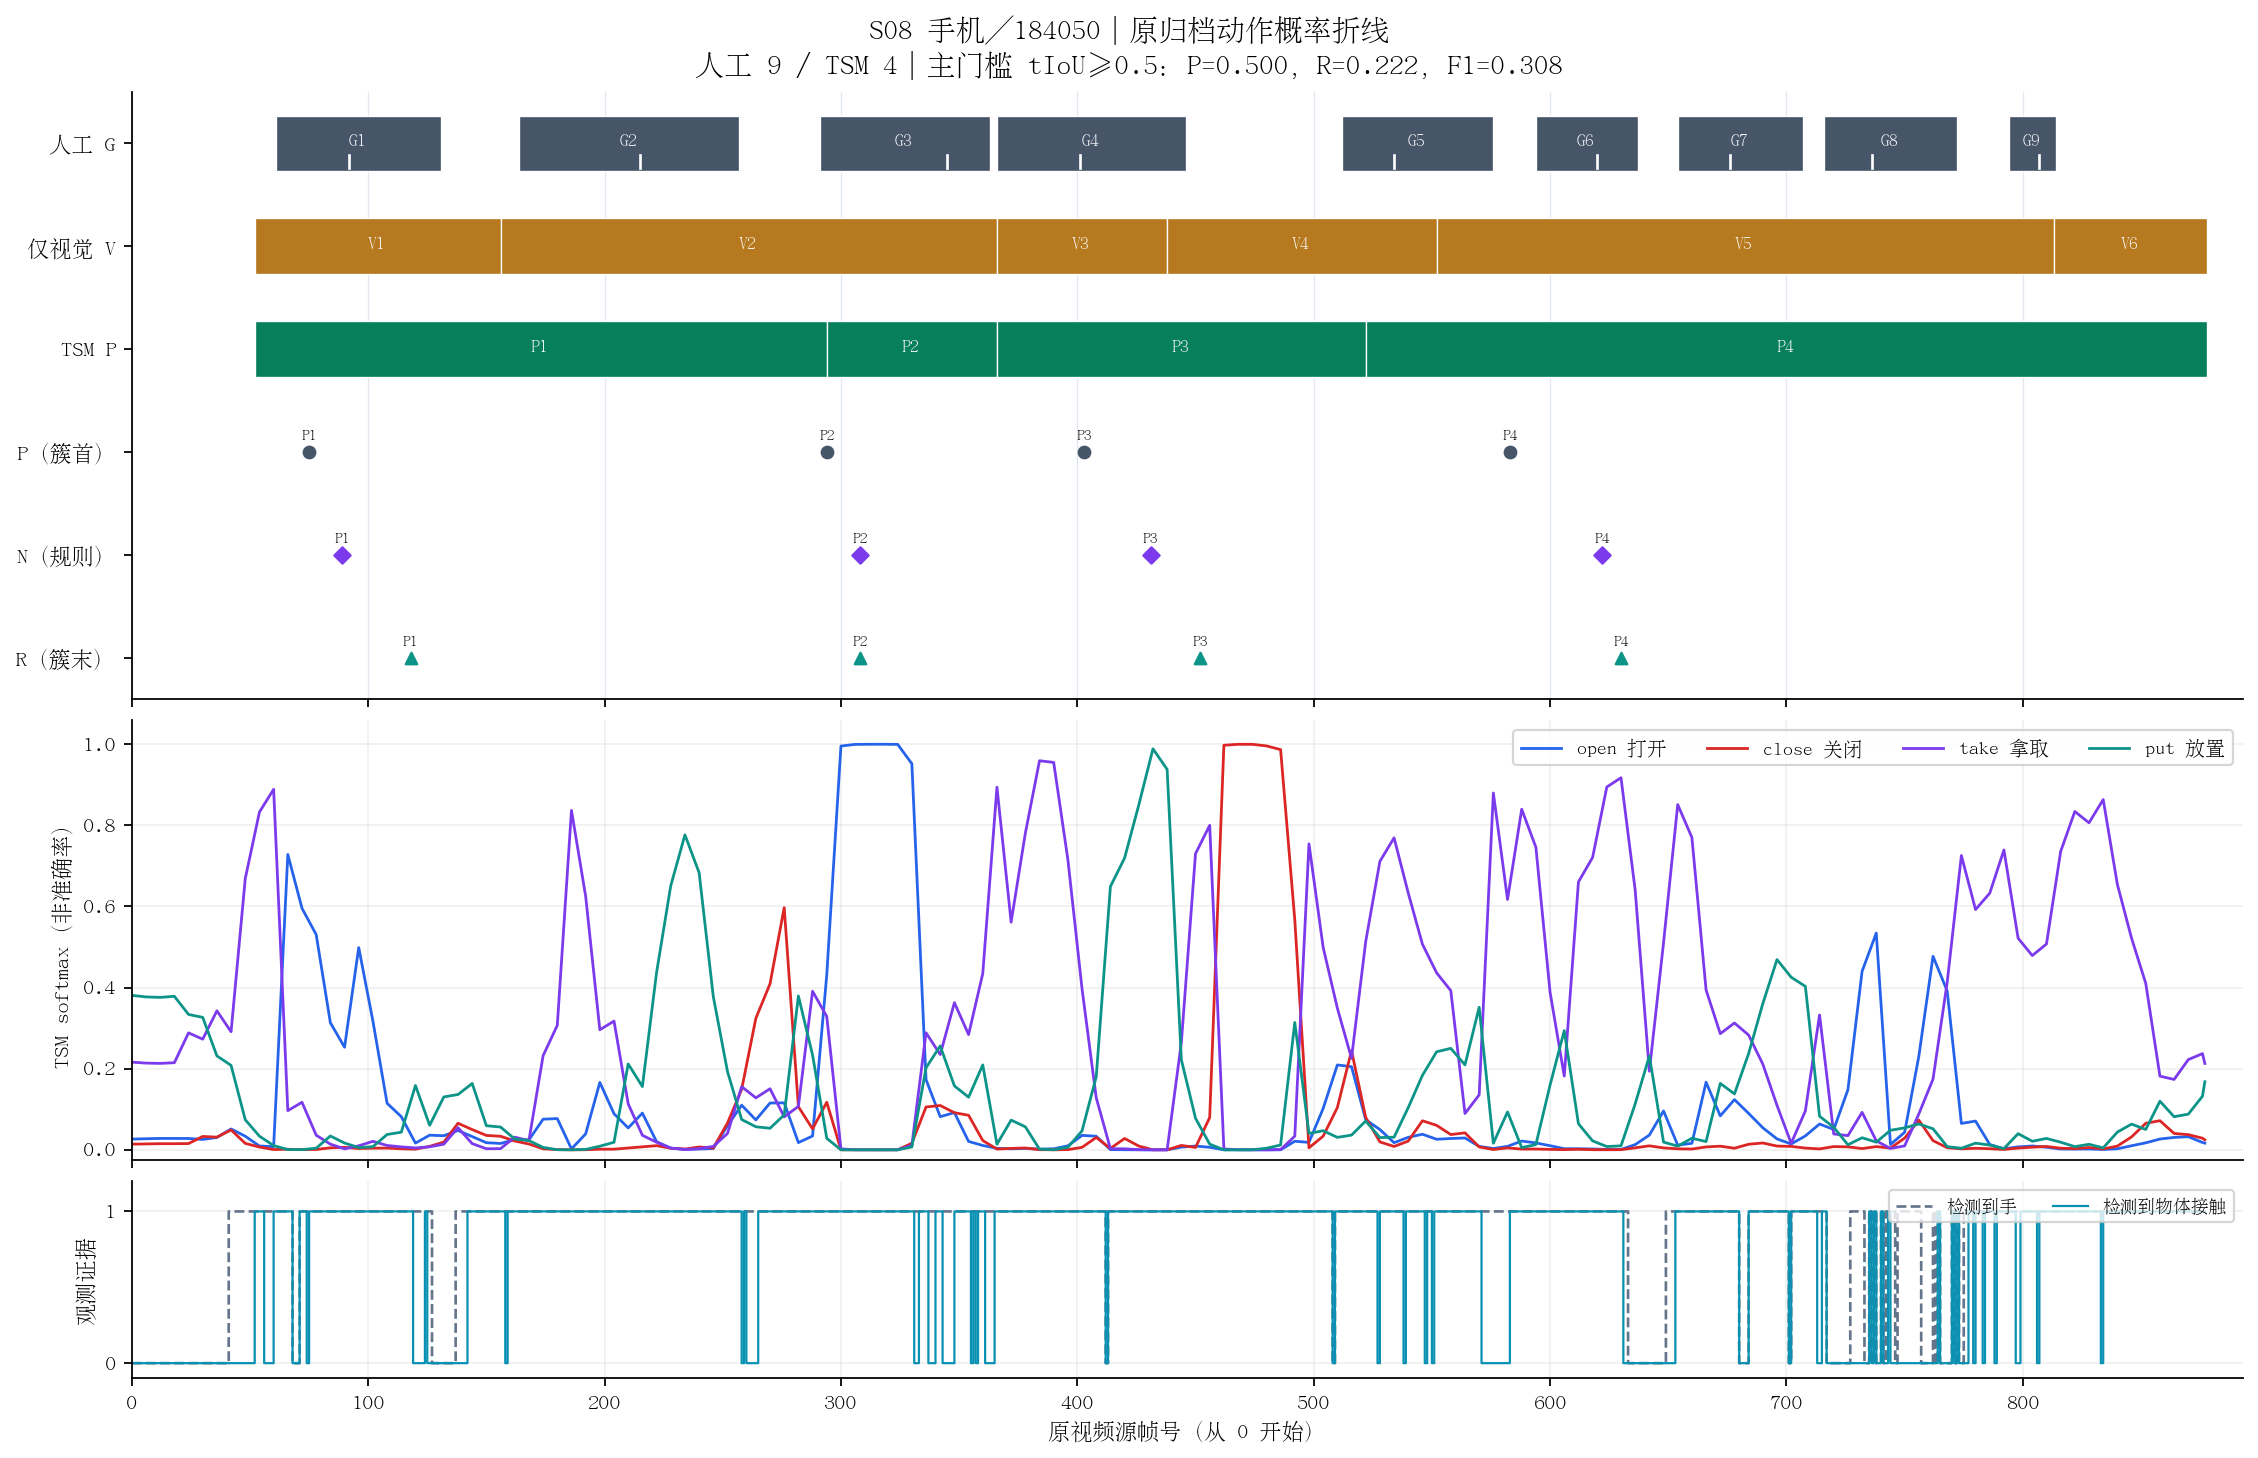 S08 手机／184050｜原归档动作概率折线
人工 9 / TSM 4｜主门槛 tIoU≥0.5: P=0.500, R=0.222, F1=0.308
人工 G
G1 G2 G3 G4 G5 G6 G7 G8 G9
仅视觉 V
V1 V2 V3 V4 V5 V6
TSM P
P1 P2 P3 P4
P (簇首)
P1 P2 P3 P4
N (规则)
P1 P2 P3 P4
R (簇末)
P1 P2 P3 P4
TSM softmax (非准确率)
1.0
0.8
0.6
0.4
0.2
0.0
open 打开 close 关闭 take 拿取 put 放置
观测证据
1
0
检测到手 检测到物体接触
0 100 200 300 400 500 600 700 800
原视频源帧号 (从 0 开始)